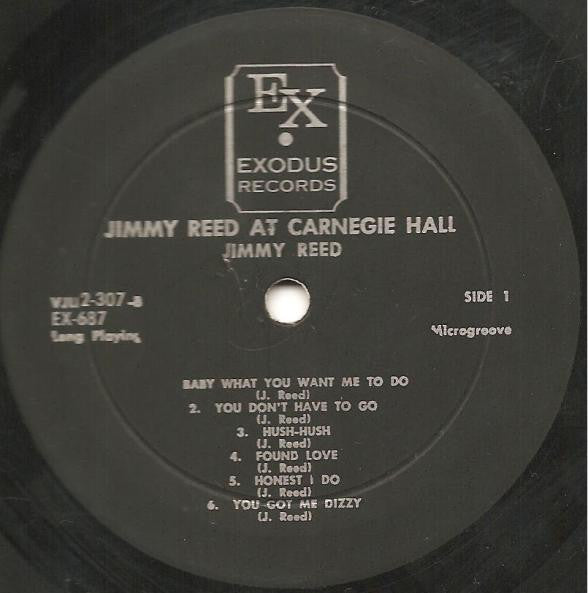 EX
EXODUS
RECORDS
JIMMY REED AT CARNEGIE HALL
JIMMY REED
VJU2-307-B
EX-687
Long Playing
SIDE 1
Microgroove
BABY WHAT YOU WANT ME TO DO
(J. Reed)
2. YOU DON'T HAVE TO GO
(J. Reed)
3. HUSH-HUSH
(J. Reed)
4. FOUND LOVE
(J. Reed)
5. HONEST I DO
(J. Reed)
6. YOU GOT ME DIZZY
(J. Reed)